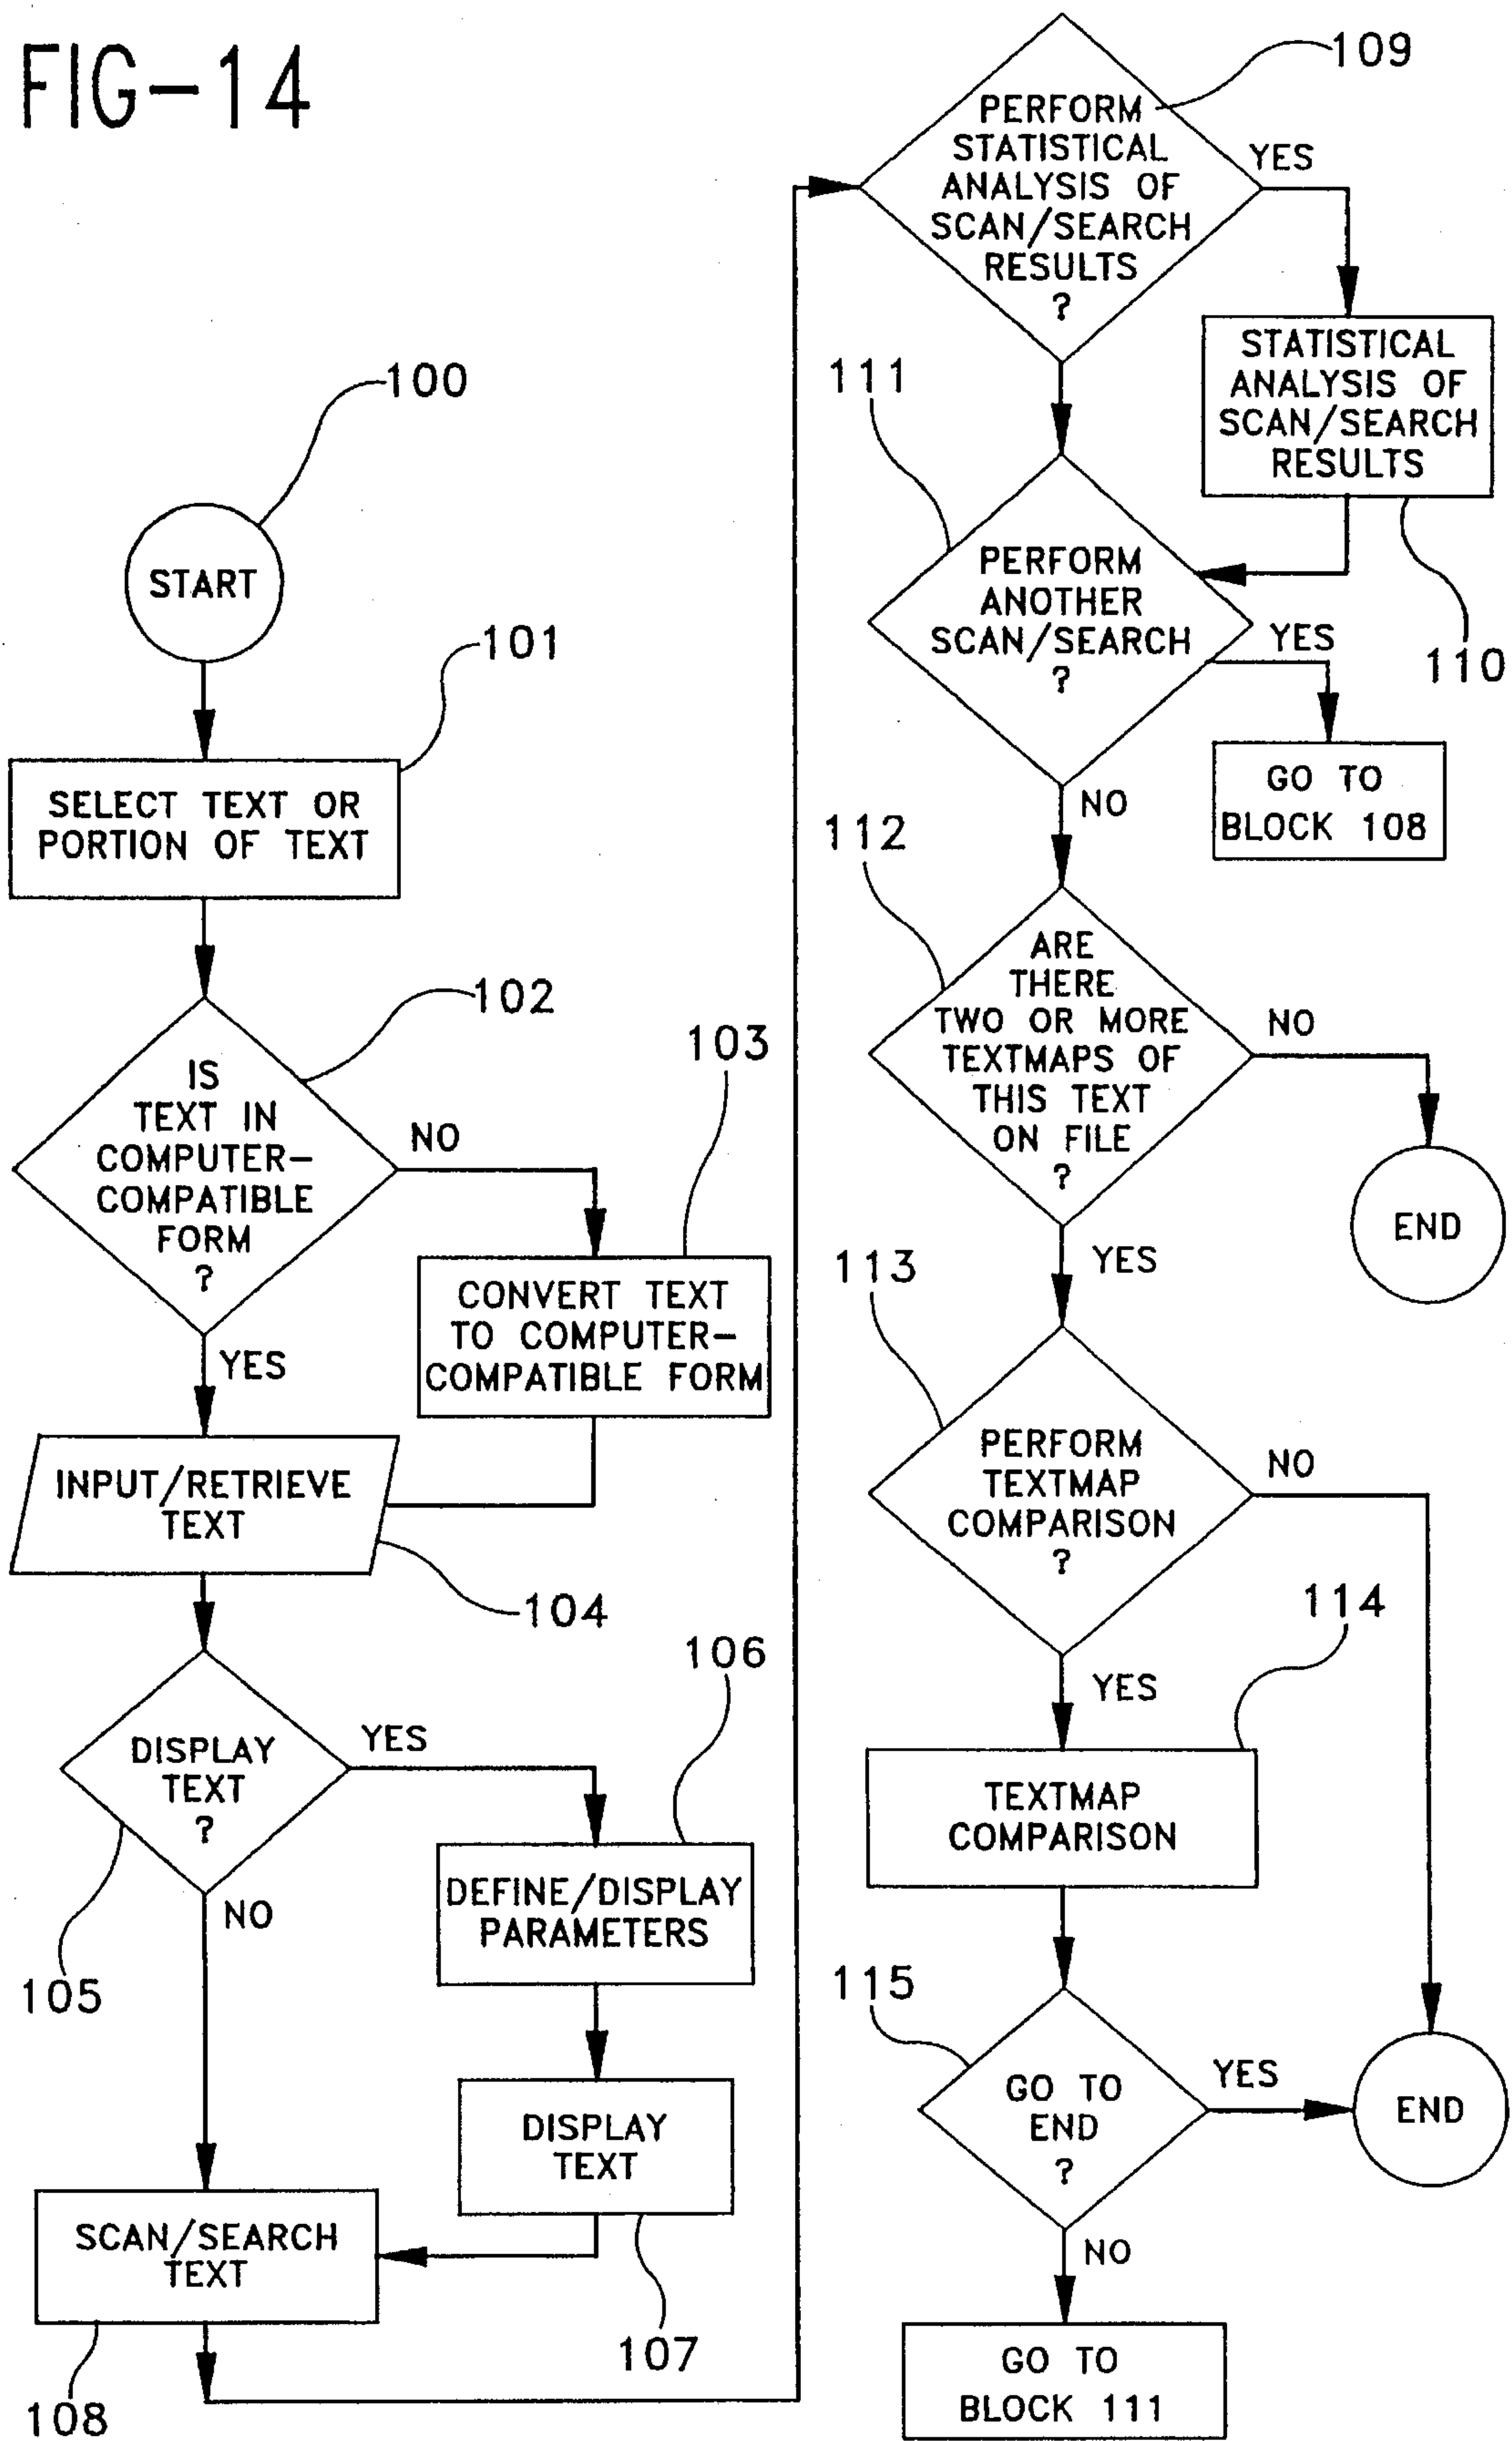 FIG-14
100
START
101
SELECT TEXT OR
PORTION OF TEXT
102
IS
TEXT IN
COMPUTER-
COMPATIBLE
FORM
?
NO
103
CONVERT TEXT
TO COMPUTER-
COMPATIBLE FORM
YES
INPUT/RETRIEVE
TEXT
104
DISPLAY
TEXT
?
YES
105
106
DEFINE/DISPLAY
PARAMETERS
NO
DISPLAY
TEXT
107
SCAN/SEARCH
TEXT
108
109
PERFORM
STATISTICAL
ANALYSIS OF
SCAN/SEARCH
RESULTS
?
YES
STATISTICAL
ANALYSIS OF
SCAN/SEARCH
RESULTS
110
111
PERFORM
ANOTHER
SCAN/SEARCH
?
YES
GO TO
BLOCK 108
NO
112
ARE
THERE
TWO OR MORE
TEXTMAPS OF
THIS TEXT
ON FILE
?
NO
END
YES
113
PERFORM
TEXTMAP
COMPARISON
?
NO
YES
114
TEXTMAP
COMPARISON
115
GO TO
END
?
YES
END
NO
GO TO
BLOCK 111